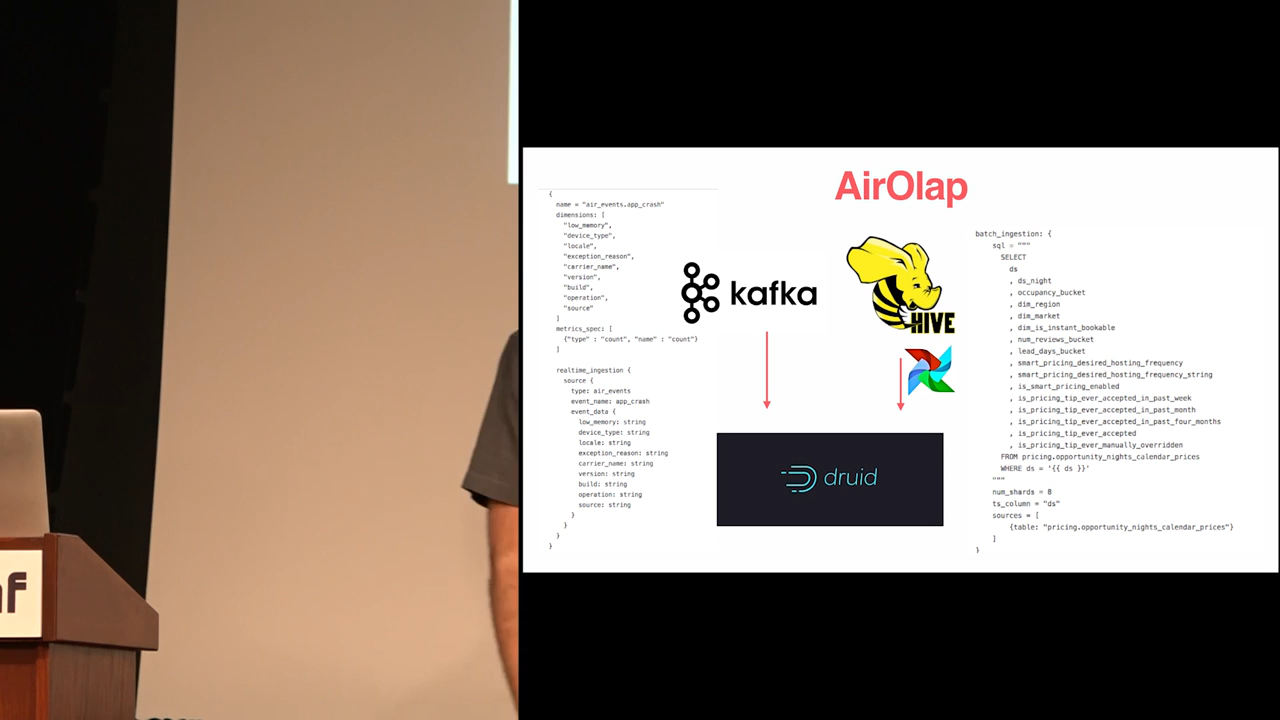 AirOlap
{
name = "air_events.app_crash"
dimensions: [
"low_memory",
"device_type",
"locale",
"exception_reason",
"carrier_name",
"version",
"build",
"operation",
"source"
]
metrics_spec: [
{"type" : "count", "name" : "count"}
]
realtime_ingestion {
source {
type: air_events
event_name: app_crash
event_data {
low_memory: string
device_type: string
locale: string
exception_reason: string
carrier_name: string
version: string
build: string
operation: string
source: string
}
}
}
}
kafka
HIVE
druid
batch_ingestion: {
sql = """
SELECT
ds
, ds_night
, occupancy_bucket
, dim_region
, dim_market
, dim_is_instant_bookable
, num_reviews_bucket
, lead_days_bucket
, smart_pricing_desired_hosting_frequency
, smart_pricing_desired_hosting_frequency_string
, is_smart_pricing_enabled
, is_pricing_tip_ever_accepted_in_past_week
, is_pricing_tip_ever_accepted_in_past_month
, is_pricing_tip_ever_accepted_in_past_four_months
, is_pricing_tip_ever_accepted
, is_pricing_tip_ever_manually_overridden
FROM pricing.opportunity_nights_calendar_prices
WHERE ds = '{{ ds }}'
"""
num_shards = 8
ts_column = "ds"
sources = [
{table: "pricing.opportunity_nights_calendar_prices"}
]
}